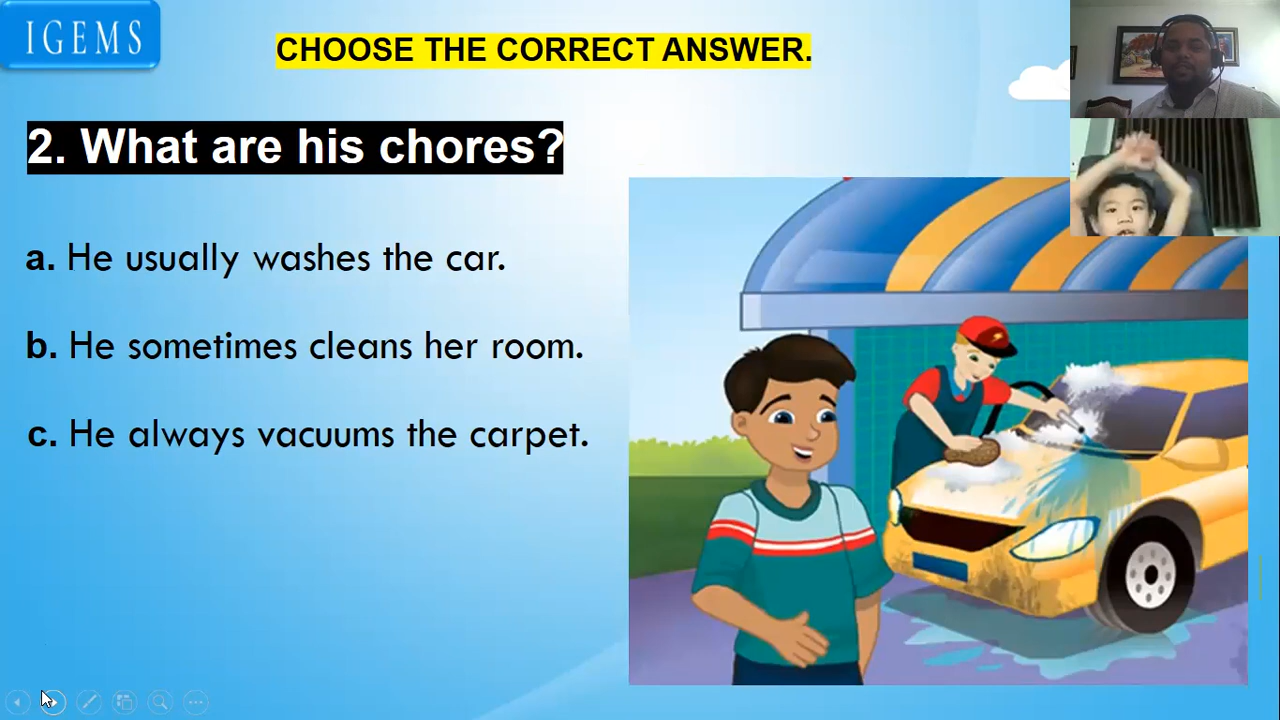 IGEMS
CHOOSE THE CORRECT ANSWER.
2. What are his chores?
a. He usually washes the car.
b. He sometimes cleans her room.
c. He always vacuums the carpet.